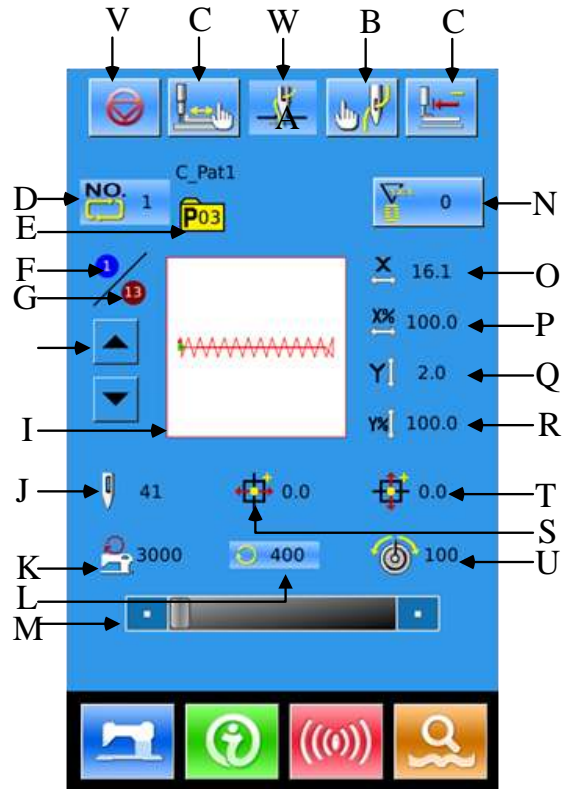 V C W B C
A
C_Pat1
D NO. 1 0 N
E P03
F 1
G 13
X 16.1 O
X% 100.0 P
Y 2.0 Q
I Y% 100.0 R
J 41 0.0 0.0 T
S
K 3000 400 100 U
L
M